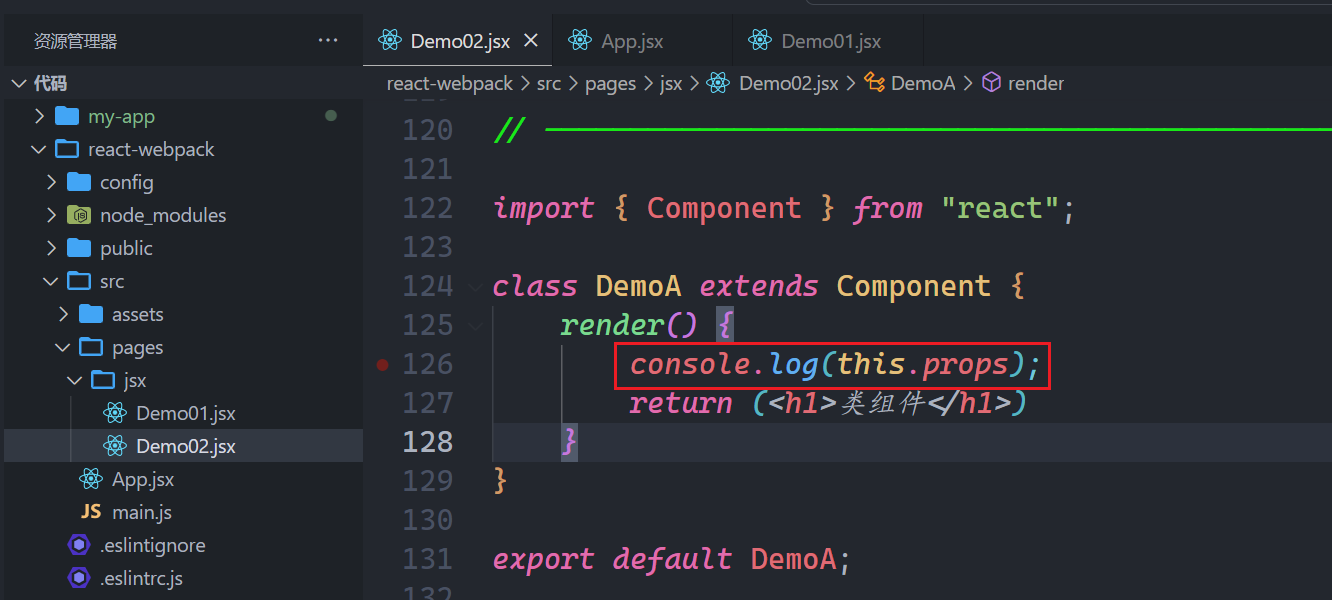 资源管理器 ···
代码
my-app
react-webpack
config
node_modules
public
src
assets
pages
jsx
Demo01.jsx
Demo02.jsx
App.jsx
JS main.js
.eslintignore
.eslintrc.js
Demo02.jsx App.jsx Demo01.jsx
react-webpack > src > pages > jsx > Demo02.jsx > DemoA > render
120 // ——————————————————————————————
121
122 import { Component } from "react";
123
124 class DemoA extends Component {
125 render() {
126 console.log(this.props);
127 return (<h1>类组件</h1>)
128 }
129 }
130
131 export default DemoA;
132